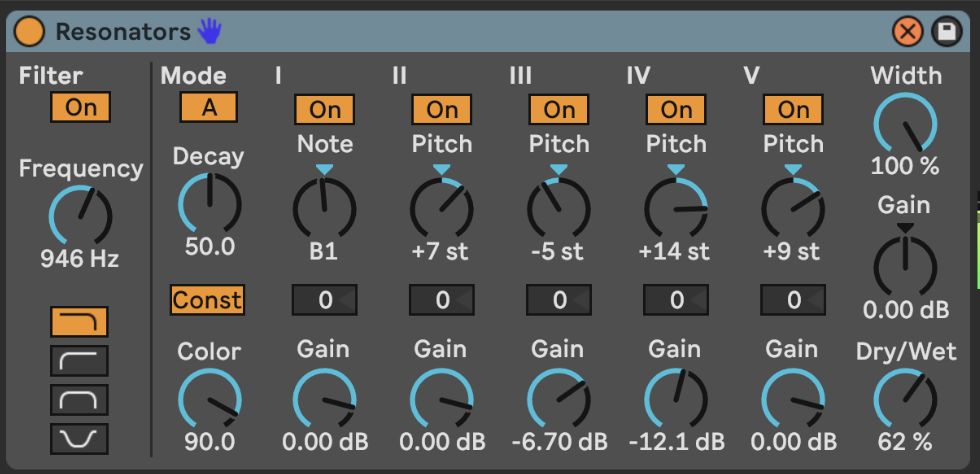 Resonators
Filter
On
Frequency
946 Hz
Mode
A
Decay
50.0
Const
Color
90.0
I
On
Note
B1
0
Gain
0.00 dB
II
On
Pitch
+7 st
0
Gain
0.00 dB
III
On
Pitch
-5 st
0
Gain
-6.70 dB
IV
On
Pitch
+14 st
0
Gain
-12.1 dB
V
On
Pitch
+9 st
0
Gain
0.00 dB
Width
100 %
Gain
0.00 dB
Dry/Wet
62 %